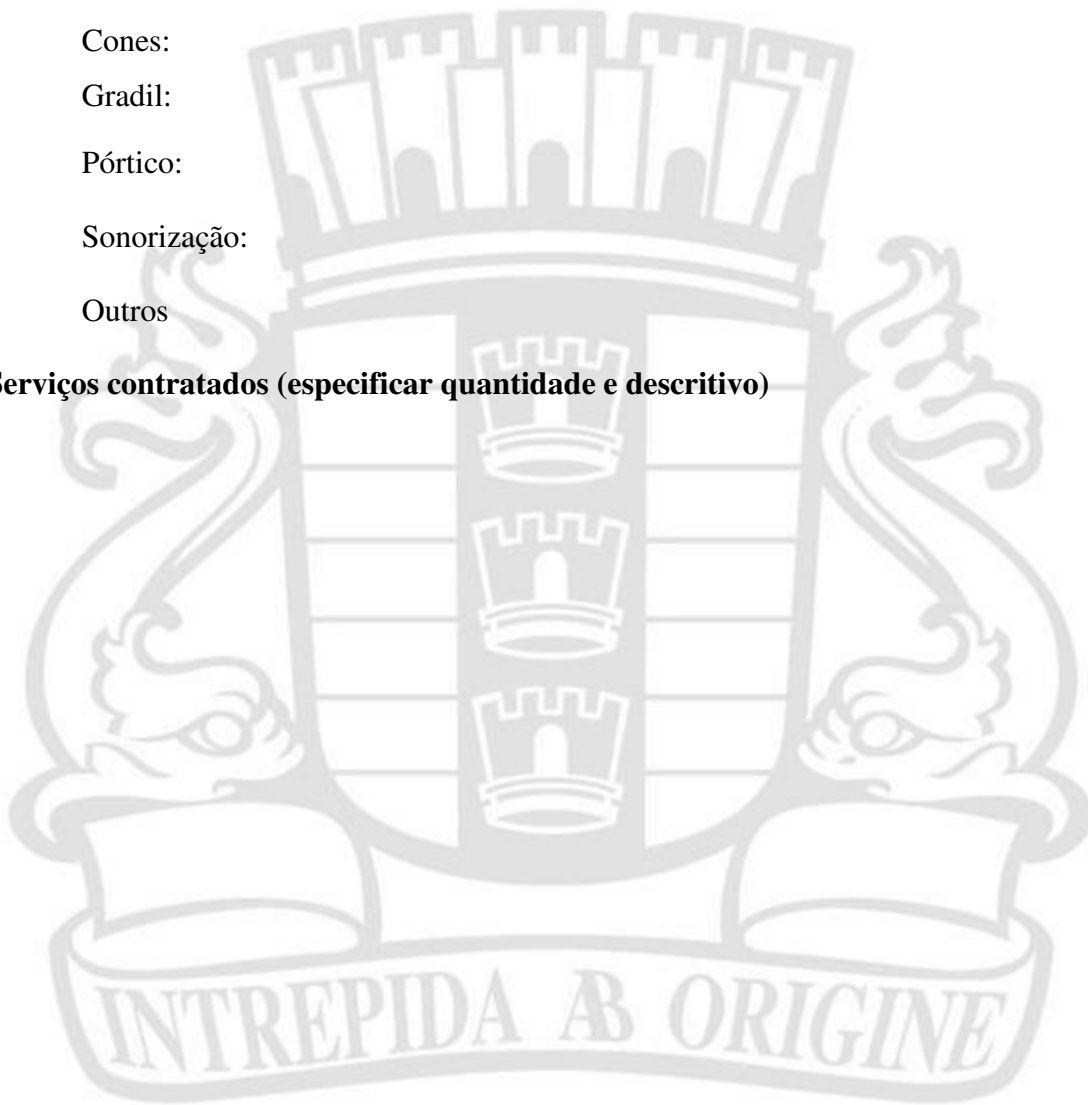 Cones:
Gradil:
Pórtico:
Sonorização:
Outros
Serviços contratados (especificar quantidade e descritivo)
INTREPIDA AB ORIGINE